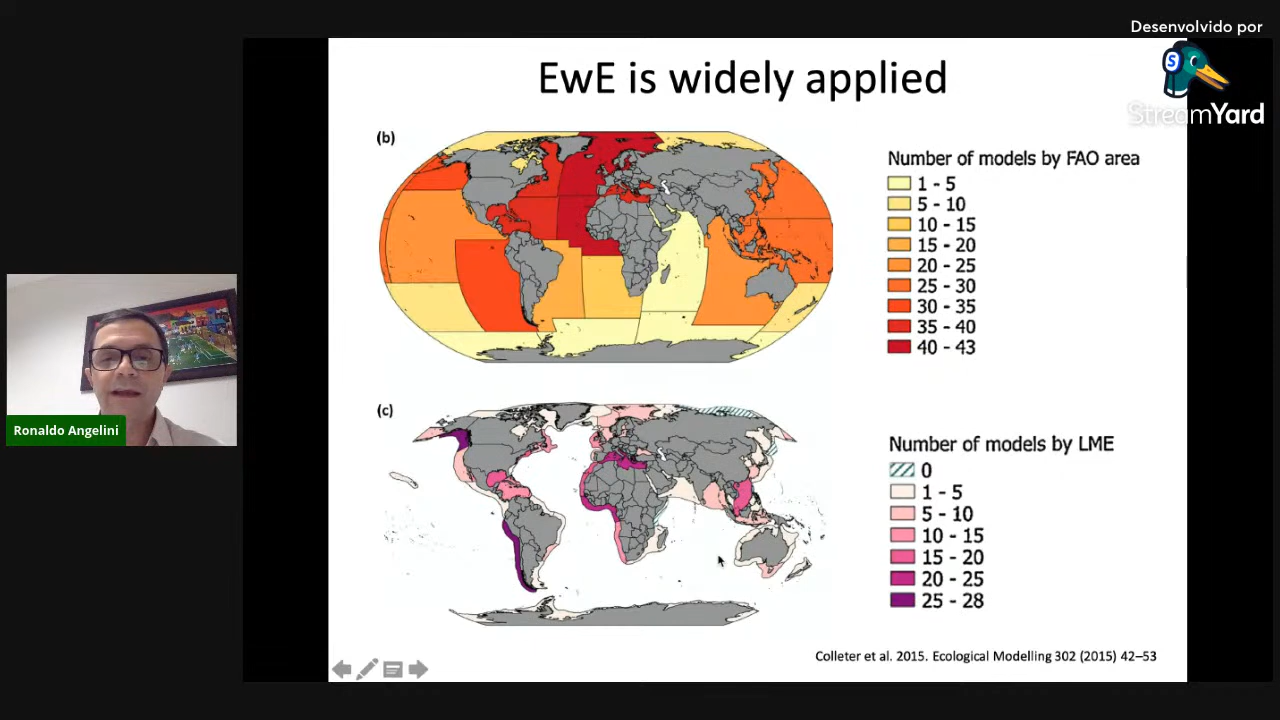 Desenvolvido por
S
StreamYard
EwE is widely applied
(b)
Number of models by FAO area
1 - 5
5 - 10
10 - 15
15 - 20
20 - 25
25 - 30
30 - 35
35 - 40
40 - 43
Ronaldo Angelini
(c)
Number of models by LME
0
1 - 5
5 - 10
10 - 15
15 - 20
20 - 25
25 - 28
Colleter et al. 2015. Ecological Modelling 302 (2015) 42–53